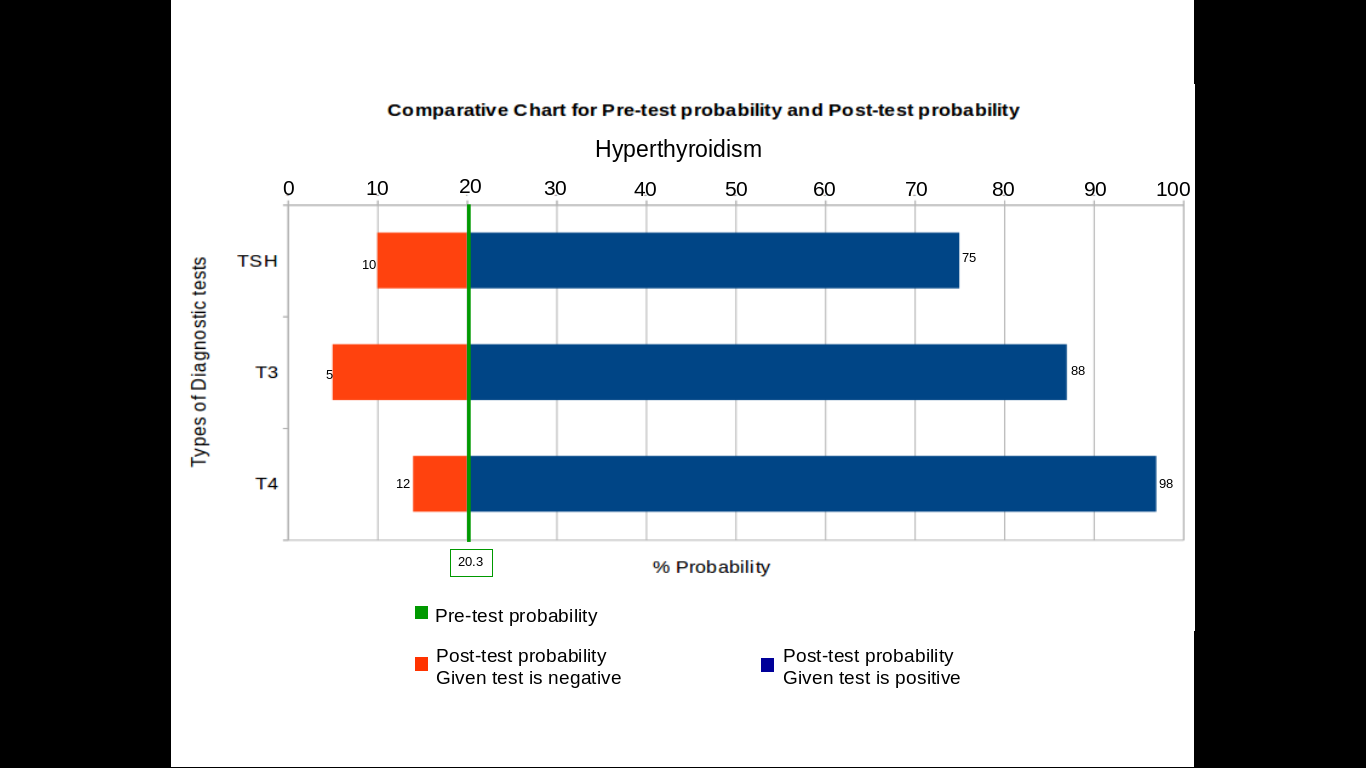 Comparative Chart for Pre-test probability and Post-test probability
Hyperthyroidism
0 10 20 30 40 50 60 70 80 90 100
Types of Diagnostic tests
TSH
10
75
T3
5
88
T4
12
98
20.3
% Probability
Pre-test probability
Post-test probability
Given test is negative
Post-test probability
Given test is positive